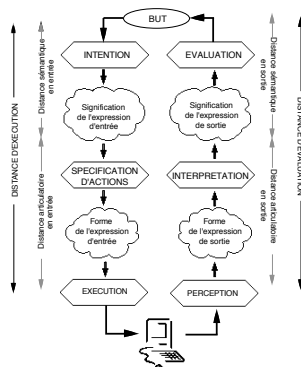 BUT
INTENTION
EVALUATION
Signification
de l'expression
d'entrée
Signification
de l'expression
de sortie
SPECIFICATION
D'ACTIONS
INTERPRETATION
Forme
de l'expression
d'entrée
Forme
de l'expression
de sortie
EXECUTION
PERCEPTION
DISTANCE D'EXECUTION
Distance sémantique
en entrée
Distance articulatoire
en entrée
Distance sémantique
en sortie
Distance articulatoire
en sortie
DISTANCE D'EVALUATION